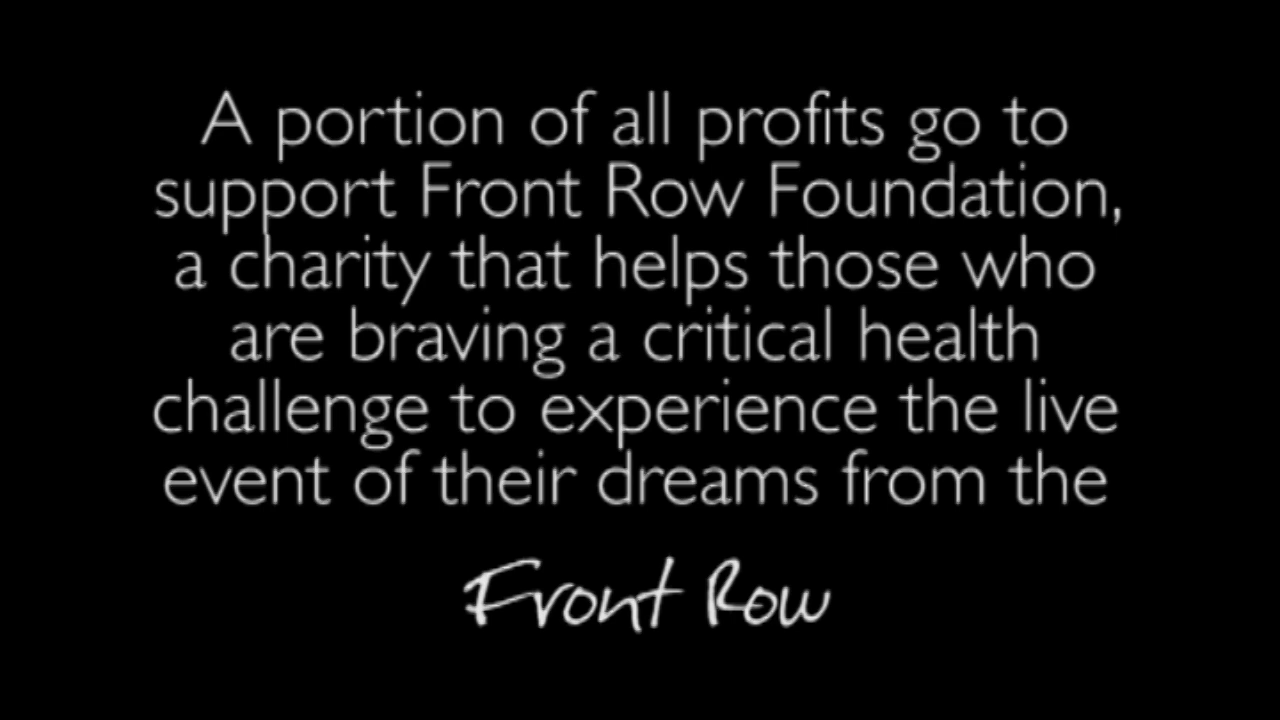 A portion of all profits go to
support Front Row Foundation,
a charity that helps those who
are braving a critical health
challenge to experience the live
event of their dreams from the
Front Row